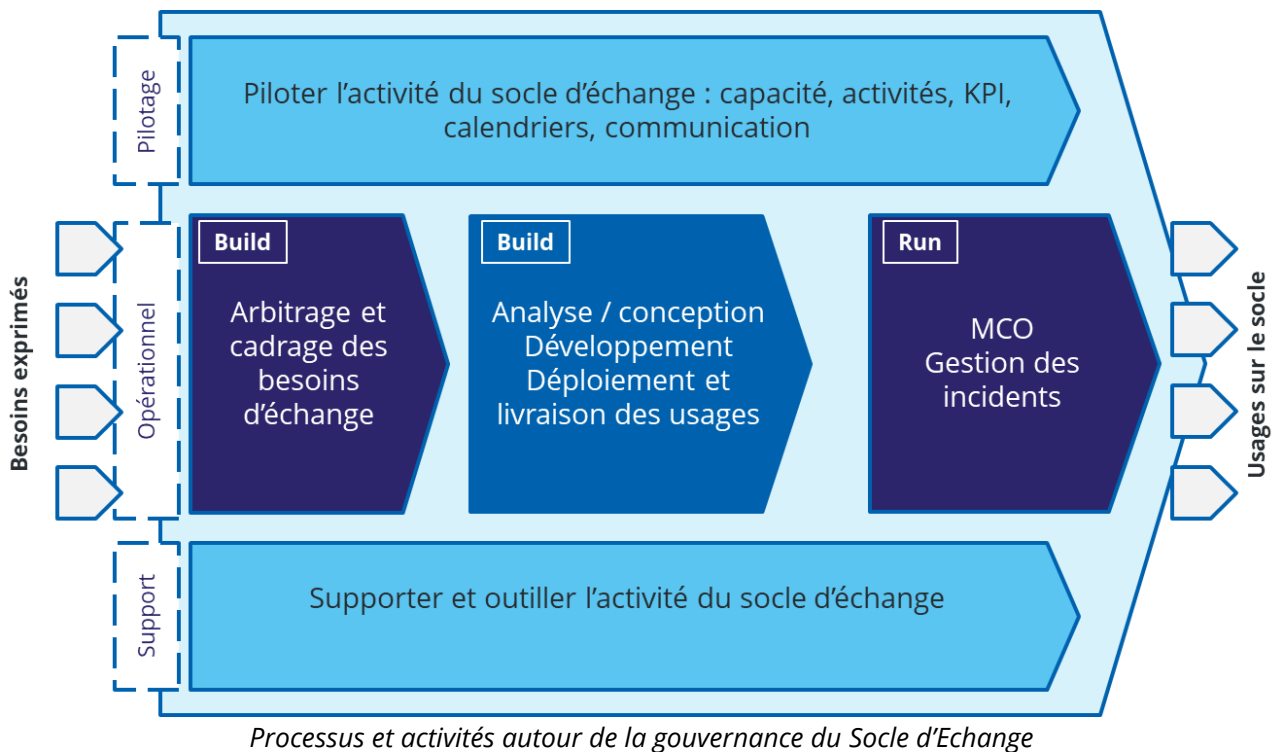 Pilotage
Piloter l’activité du socle d’échange : capacité, activités, KPI,
calendriers, communication
Besoins exprimés
Opérationnel
Build
Arbitrage et
cadrage des
besoins
d’échange
Build
Analyse / conception
Développement
Déploiement et
livraison des usages
Run
MCO
Gestion des
incidents
Usages sur le socle
Support
Supporter et outiller l’activité du socle d’échange
Processus et activités autour de la gouvernance du Socle d’Echange